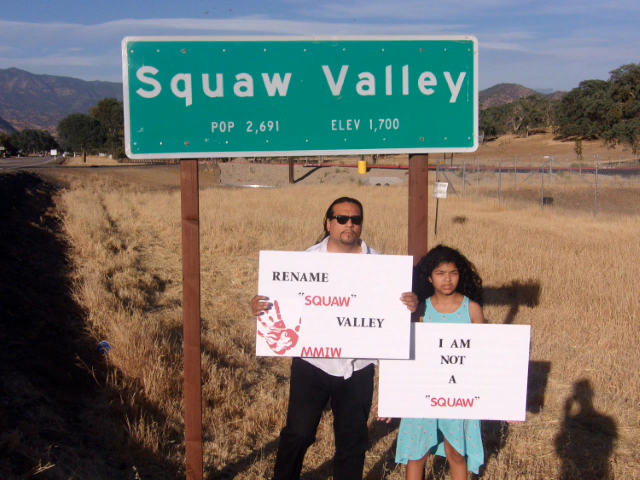 Squaw Valley
POP 2,691 ELEV 1,700
RENAME
"SQUAW"
VALLEY
MMIW
I AM
NOT
A
"SQUAW"